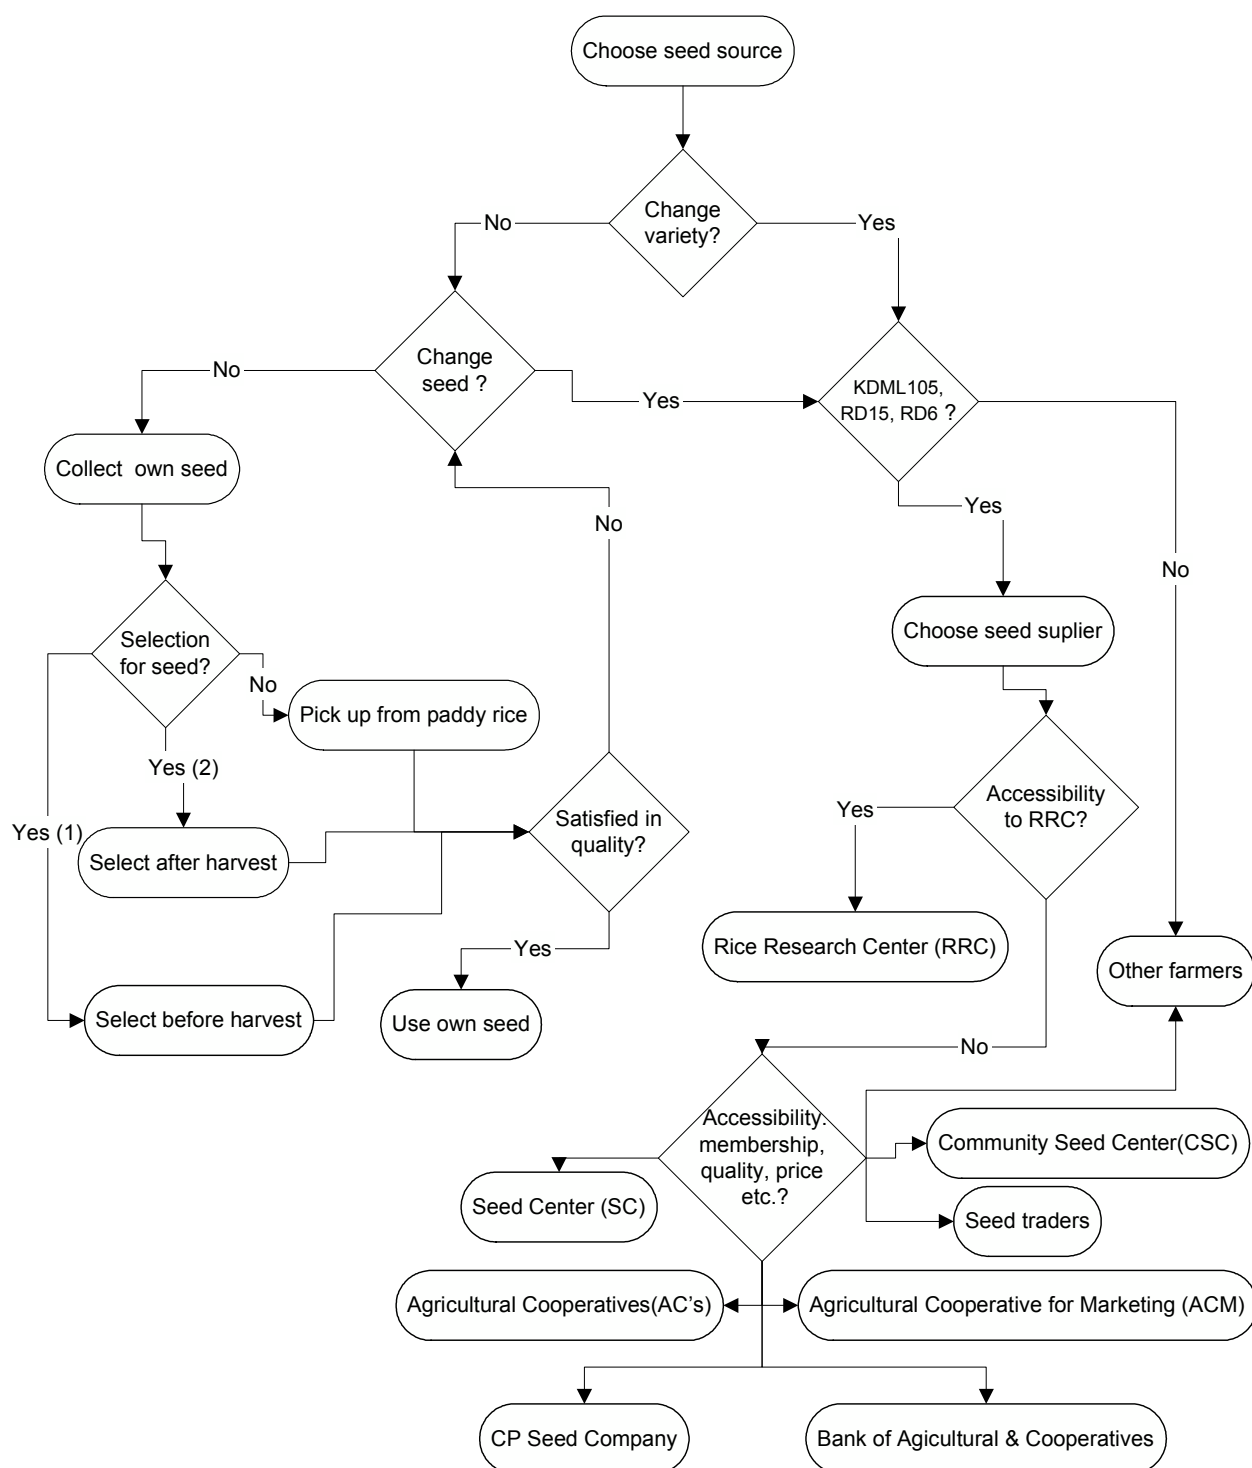 Choose seed source
Change
variety?
No
Yes
Change
seed ?
No
Yes
KDML105,
RD15, RD6 ?
Collect own seed
Yes
No
No
Choose seed suplier
Selection
for seed?
No
Pick up from paddy rice
Yes (2)
Yes (1)
Select after harvest
Satisfied in
quality?
Accessibility
to RRC?
Yes
Rice Research Center (RRC)
Other farmers
Yes
Select before harvest
Use own seed
No
Accessibility.
membership,
quality, price
etc.?
Community Seed Center(CSC)
Seed Center (SC)
Seed traders
Agricultural Cooperatives(AC's)
Agricultural Cooperative for Marketing (ACM)
CP Seed Company
Bank of Agicultural & Cooperatives